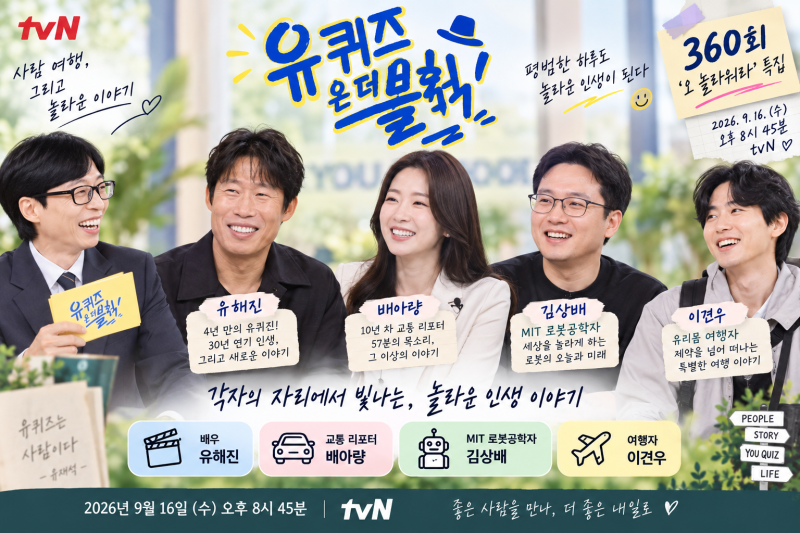 tvN
사람 여행,
그리고
놀라운 이야기
유퀴즈
온더
블럭!
평범한 하루도
놀라운 인생이 된다
360회
'오 놀라워라' 특집
2026. 9. 16. (수)
오후 8시 45분
tvN
유퀴즈
온더
블럭!
유해진
4년 만의 유퀴진!
30년 연기 인생,
그리고 새로운 이야기
배아량
10년 차 교통 리포터
57분의 목소리,
그 이상의 이야기
김상배
MIT 로봇공학자
세상을 놀라게 하는
로봇의 오늘과 미래
이견우
유리몸 여행자
제약을 넘어 떠나는
특별한 여행 이야기
각자의 자리에서 빛나는, 놀라운 인생 이야기
유퀴즈는
사람이다
- 유재석 -
배우
유해진
교통 리포터
배아량
MIT 로봇공학자
김상배
여행자
이견우
PEOPLE
STORY
YOU QUIZ
LIFE
2026년 9월 16일 (수) 오후 8시 45분
tvN
좋은 사람을 만나, 더 좋은 내일로